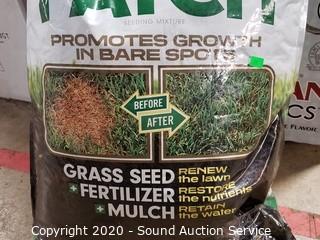 PATCH
SEEDING MIXTURE
PROMOTES GROWTH
IN BARE SPOTS
BEFORE
AFTER
GRASS SEED RENEW the lawn
+ FERTILIZER RESTORE the nutrients
+ MULCH RETAIN the water
Copyright 2020 - Sound Auction Service